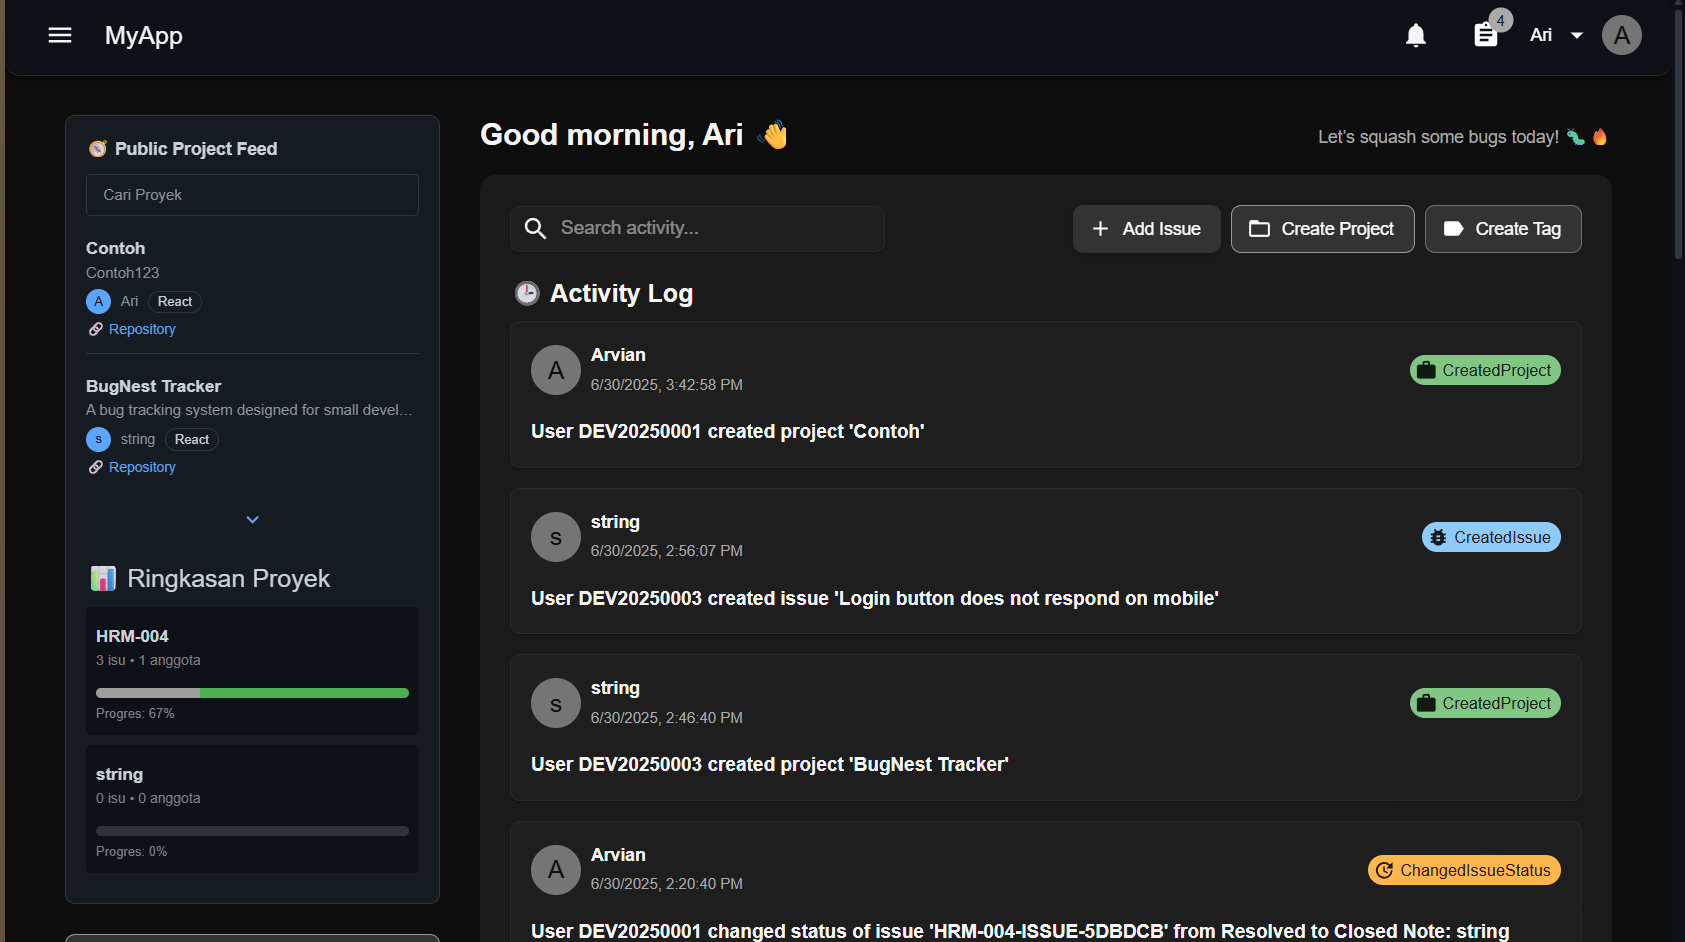 MyApp
4
Ari
A
Public Project Feed
Cari Proyek
Contoh
Contoh123
A Ari React
Repository
BugNest Tracker
A bug tracking system designed for small devel...
s string React
Repository
Ringkasan Proyek
HRM-004
3 isu • 1 anggota
Progres: 67%
string
0 isu • 0 anggota
Progres: 0%
Good morning, Ari
Let's squash some bugs today!
Search activity...
Add Issue
Create Project
Create Tag
Activity Log
A
Arvian
6/30/2025, 3:42:58 PM
CreatedProject
User DEV20250001 created project 'Contoh'
s
string
6/30/2025, 2:56:07 PM
CreatedIssue
User DEV20250003 created issue 'Login button does not respond on mobile'
s
string
6/30/2025, 2:46:40 PM
CreatedProject
User DEV20250003 created project 'BugNest Tracker'
A
Arvian
6/30/2025, 2:20:40 PM
ChangedIssueStatus
User DEV20250001 changed status of issue 'HRM-004-ISSUE-5DBDCB' from Resolved to Closed Note: string